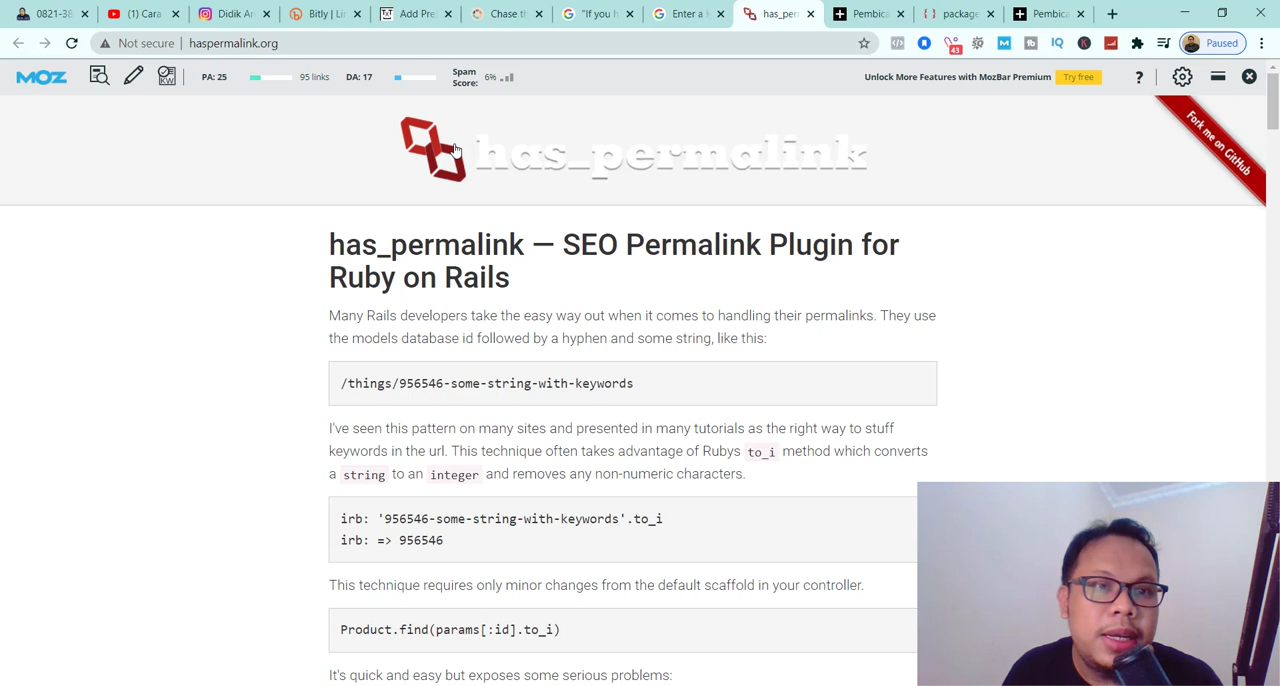 0821-38
(1) Cara
Didik Ar
Bitly | Lin
Add Pre
Chase th
"If you h
Enter a k
has_perm
Pembica
package
Pembica
Not secure
haspermalink.org
43
IQ
K
Paused
MOZ
KW
PA: 25
95 links
DA: 17
Spam
Score:
6%
Unlock More Features with MozBar Premium
Try free
?
has_permalink
Fork me on GitHub
has_permalink — SEO Permalink Plugin for
Ruby on Rails
Many Rails developers take the easy way out when it comes to handling their permalinks. They use
the models database id followed by a hyphen and some string, like this:
/things/956546-some-string-with-keywords
I've seen this pattern on many sites and presented in many tutorials as the right way to stuff
keywords in the url. This technique often takes advantage of Rubys to_i method which converts
a string to an integer and removes any non-numeric characters.
irb: '956546-some-string-with-keywords'.to_i
irb: => 956546
This technique requires only minor changes from the default scaffold in your controller.
Product.find(params[:id].to_i)
It's quick and easy but exposes some serious problems: